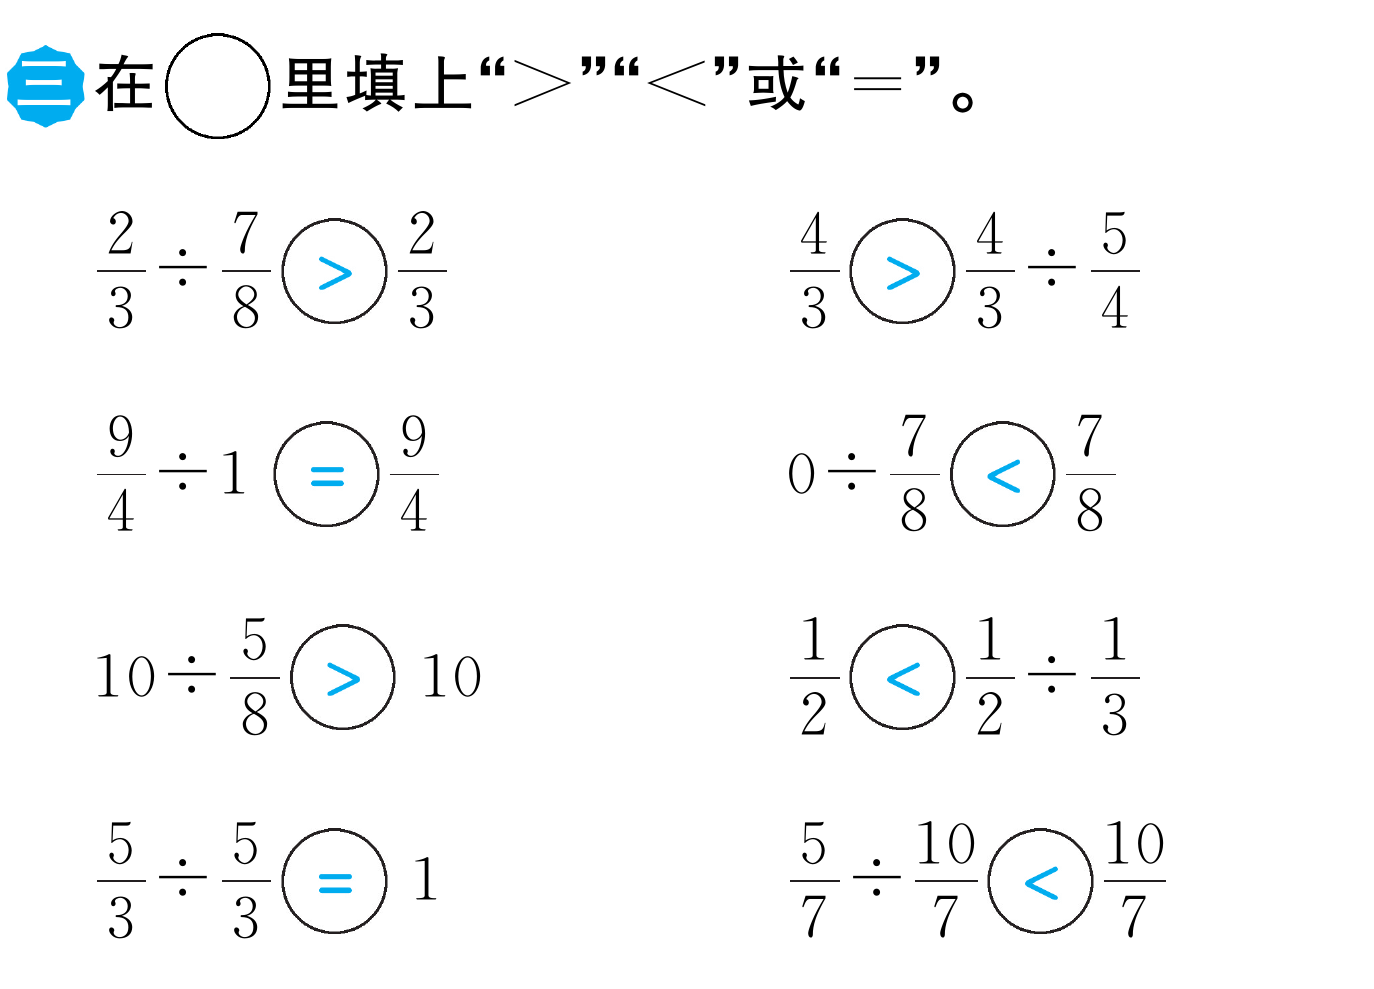 三 在○里填上“>”“<”或“=”。
2/3 ÷ 7/8 > 2/3 4/3 > 4/3 ÷ 5/4
9/4 ÷ 1 = 9/4 0 ÷ 7/8 < 7/8
10 ÷ 5/8 > 10 1/2 < 1/2 ÷ 1/3
5/3 ÷ 5/3 = 1 5/7 ÷ 10/7 < 10/7